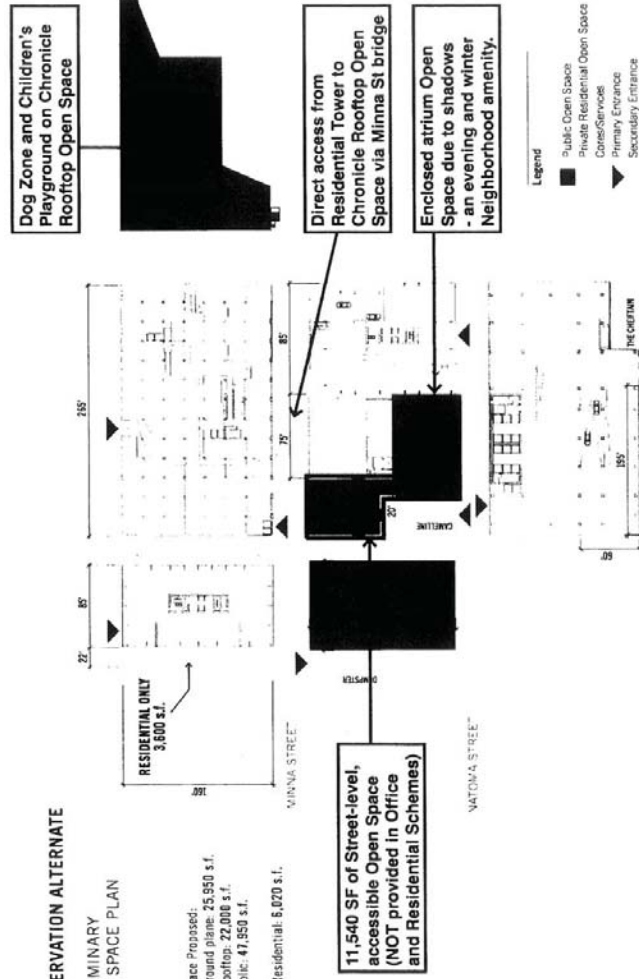 ERVATION ALTERNATE
MINARY
SPACE PLAN
ace Proposed:
ound plane: 25,950 s.f.
ooftop: 22,000 s.f.
blic: 47,950 s.f.
Residential: 6,020 s.f.
RESIDENTIAL ONLY
3,600 s.f.
22'
85'
265'
160'
MINNA STREET
75'
85'
20'
DEMPSTER
CAMELLINE
NATOMA STREET
195'
60'
THE CHIEFTAIN
11,540 SF of Street-level,
accessible Open Space
(NOT provided in Office
and Residential Schemes)
Dog Zone and Children's
Playground on Chronicle
Rooftop Open Space
Direct access from
Residential Tower to
Chronicle Rooftop Open
Space via Minna St bridge
Enclosed atrium Open
Space due to shadows
- an evening and winter
Neighborhood amenity.
Legend
Public Open Space
Private Residential Open Space
Cores/Services
Primary Entrance
Secondary Entrance